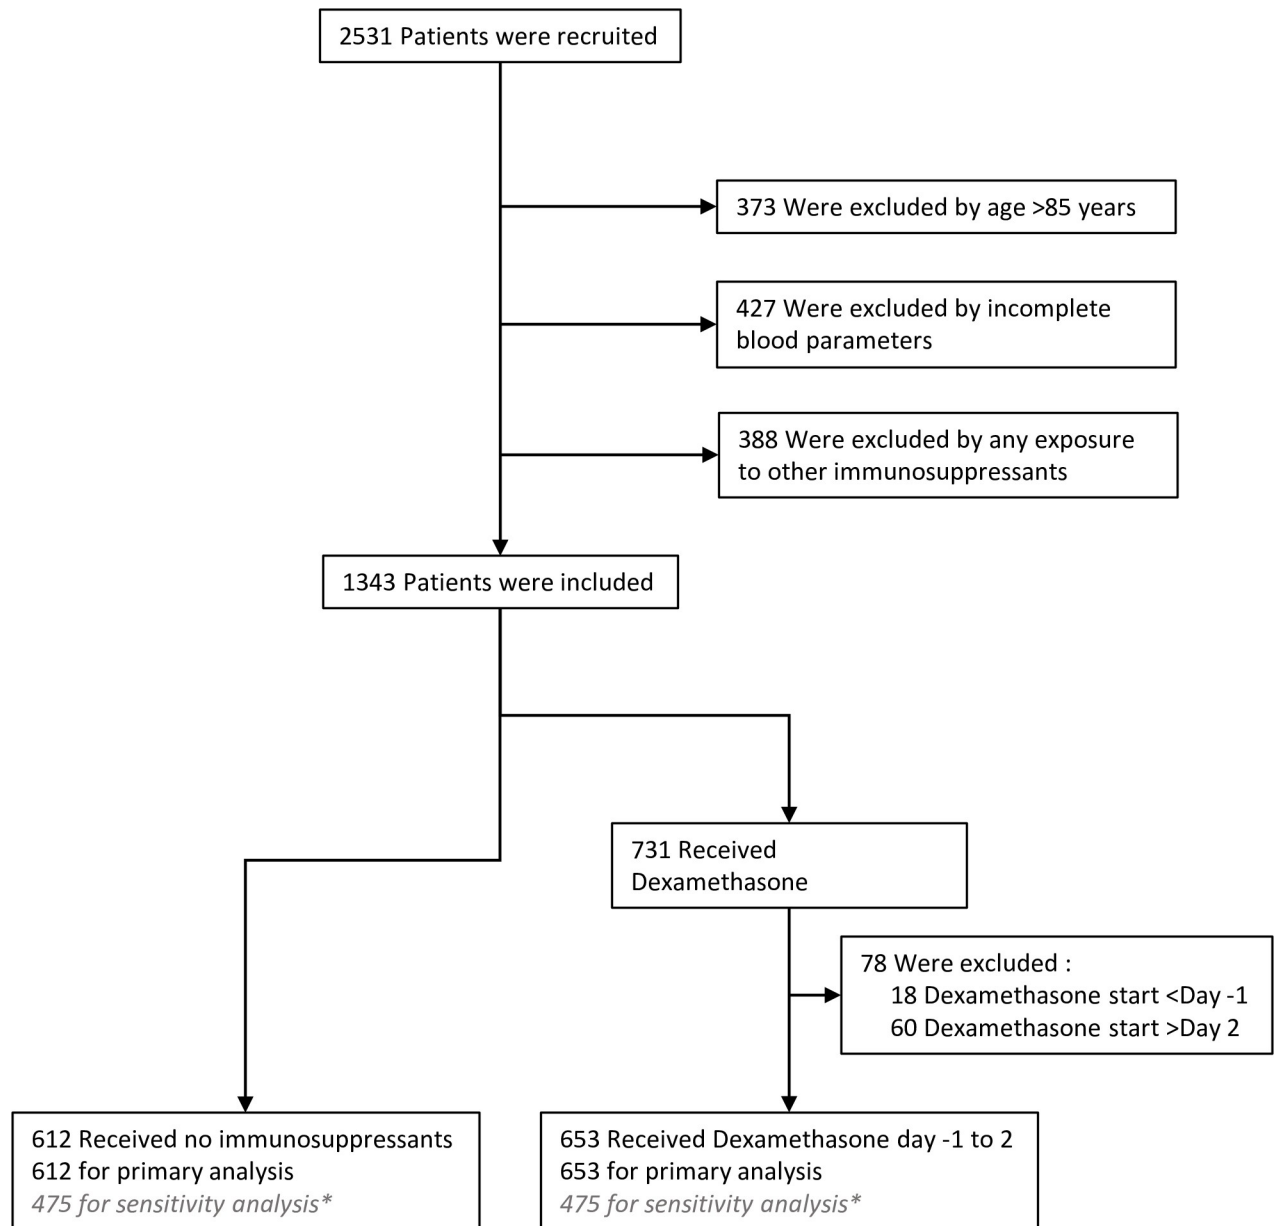 2531 Patients were recruited
373 Were excluded by age >85 years
427 Were excluded by incomplete
blood parameters
388 Were excluded by any exposure
to other immunosuppressants
1343 Patients were included
731 Received
Dexamethasone
78 Were excluded :
18 Dexamethasone start <Day -1
60 Dexamethasone start >Day 2
612 Received no immunosuppressants
612 for primary analysis
475 for sensitivity analysis*
653 Received Dexamethasone day -1 to 2
653 for primary analysis
475 for sensitivity analysis*